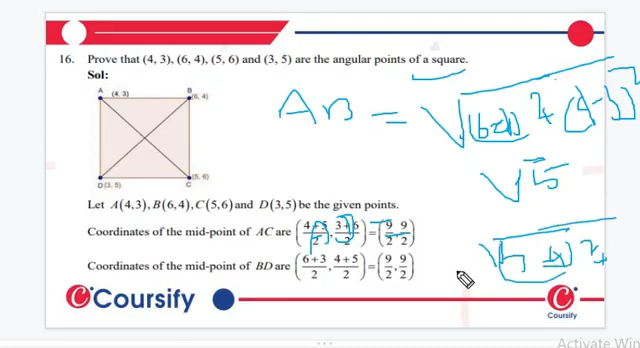 16. Prove that (4, 3), (6, 4), (5, 6) and (3, 5) are the angular points of a square.
Sol:
A (4, 3) B (6, 4)
D (3, 5) C (5, 6)
AB = √(6-4)² + (4-3)²
√5
Let A(4,3), B(6,4), C(5,6) and D(3,5) be the given points.
Coordinates of the mid-point of AC are (4+5/2, 3+6/2) = (9/2, 9/2)
Coordinates of the mid-point of BD are (6+3/2, 4+5/2) = (9/2, 9/2)
Coursify
Coursify
Activate Win